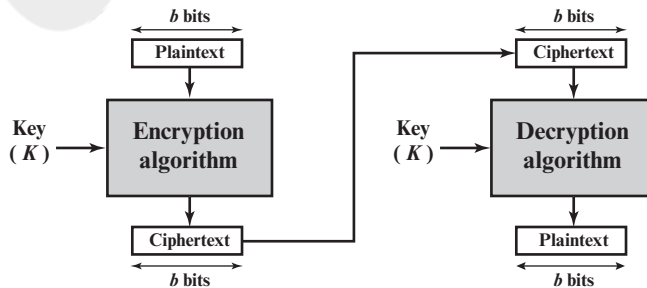 b bits
Plaintext
Key
( K )
Encryption
algorithm
Ciphertext
b bits
b bits
Ciphertext
Key
( K )
Decryption
algorithm
Plaintext
b bits